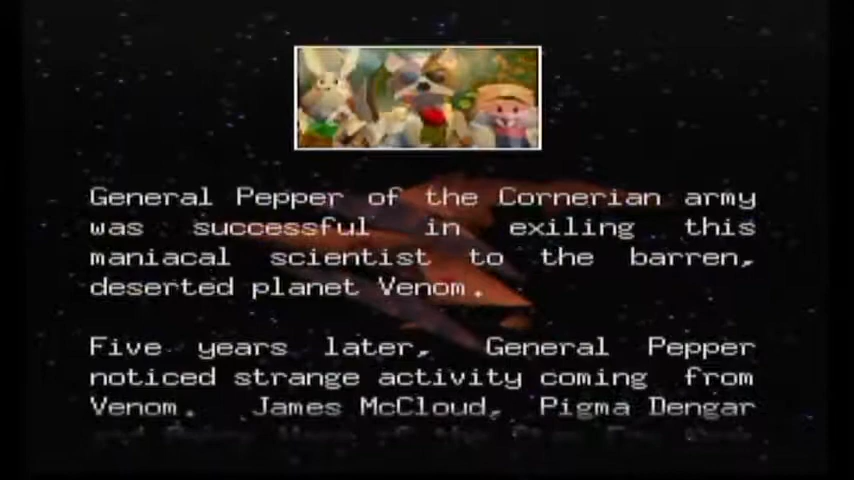 General Pepper of the Cornerian army
was successful in exiling this
maniacal scientist to the barren,
deserted planet Venom.
Five years later, General Pepper
noticed strange activity coming from
Venom. James McCloud, Pigma Dengar